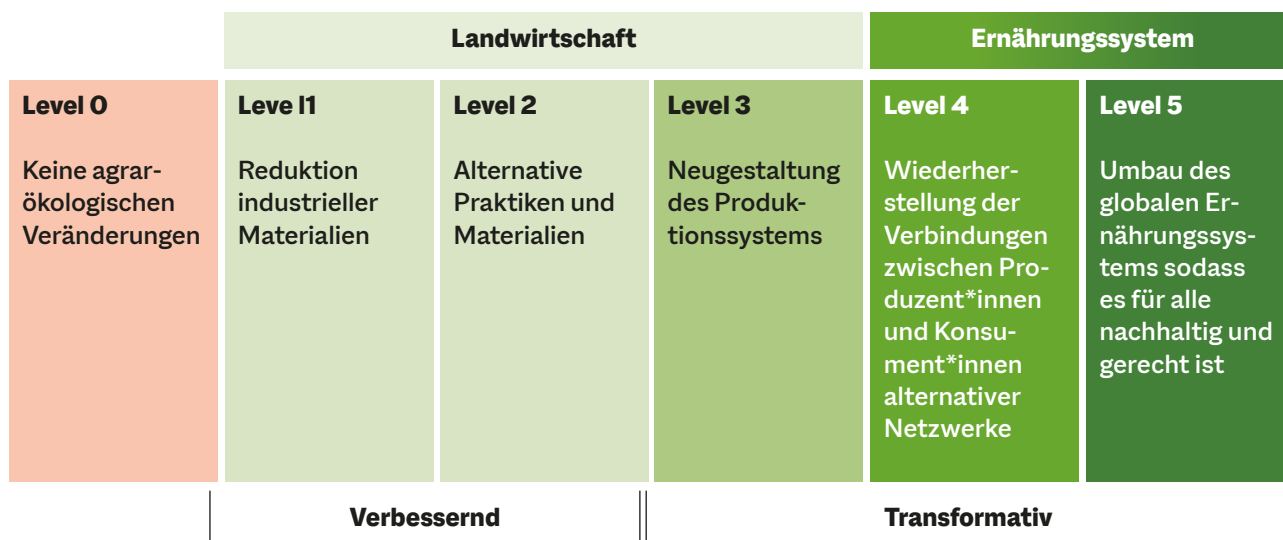 Landwirtschaft
Ernährungssystem
Level 0
Keine agrar-
ökologischen
Veränderungen
Leve l1
Reduktion
industrieller
Materialien
Level 2
Alternative
Praktiken und
Materialien
Level 3
Neugestaltung
des Produk-
tionssystems
Level 4
Wiederher-
stellung der
Verbindungen
zwischen Pro-
duzent*innen
und Konsu-
ment*innen
alternativer
Netzwerke
Level 5
Umbau des
globalen Er-
nährungssys-
tems sodass
es für alle
nachhaltig und
gerecht ist
Verbessernd
Transformativ